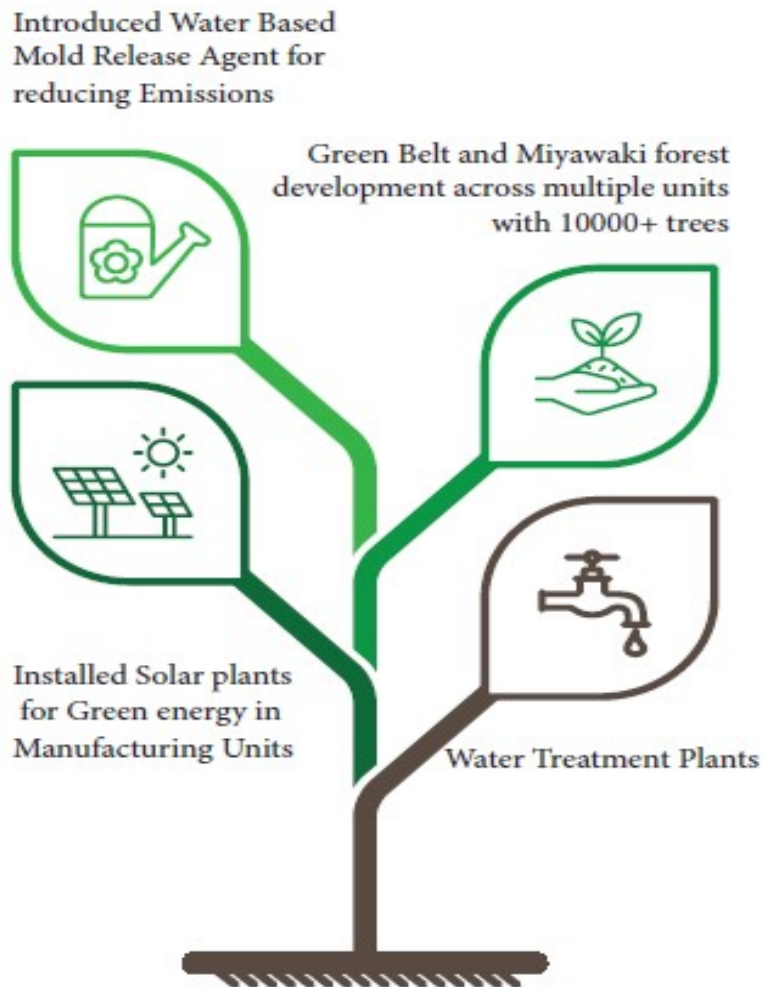 Introduced Water Based
Mold Release Agent for
reducing Emissions
Green Belt and Miyawaki forest
development across multiple units
with 10000+ trees
Installed Solar plants
for Green energy in
Manufacturing Units
Water Treatment Plants